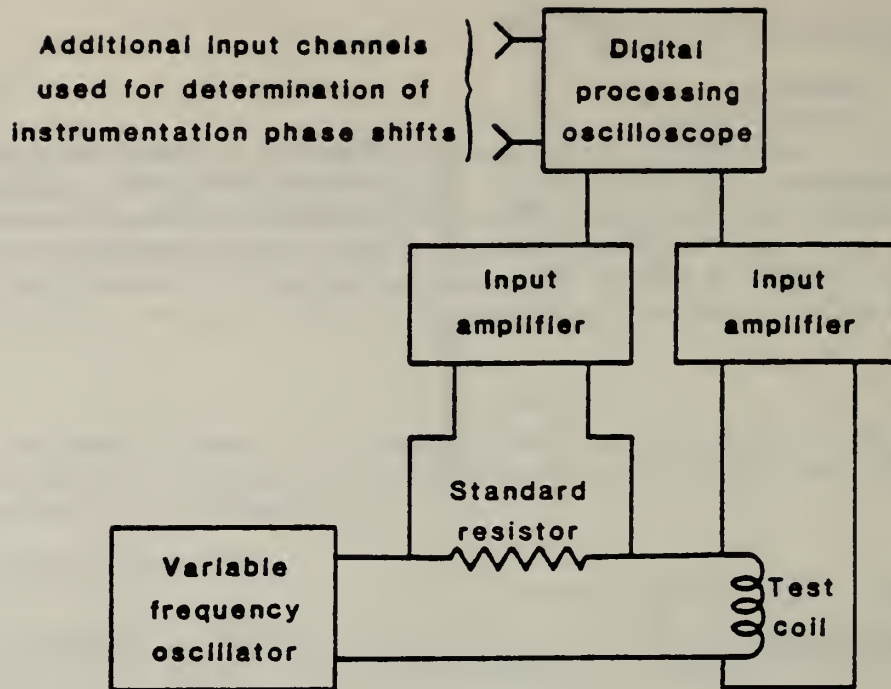 Additional input channels
used for determination of
instrumentation phase shifts
Digital
processing
oscilloscope
Input
amplifier
Input
amplifier
Standard
resistor
Variable
frequency
oscillator
Test
coil